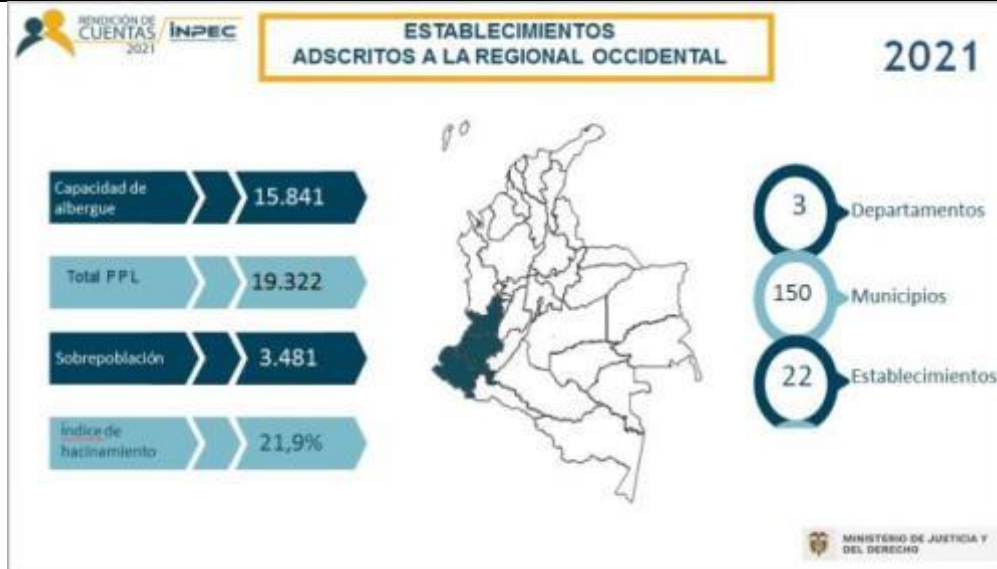 RENDICIÓN DE
CUENTAS
2021
INPEC
ESTABLECIMIENTOS
ADSCRITOS A LA REGIONAL OCCIDENTAL
2021
Capacidad de
albergue
15.841
Total PPL
19.322
Sobrepoblación
3.481
Índice de
hacinamiento
21,9%
3
Departamentos
150
Municipios
22
Establecimientos
MINISTERIO DE JUSTICIA Y
DEL DERECHO